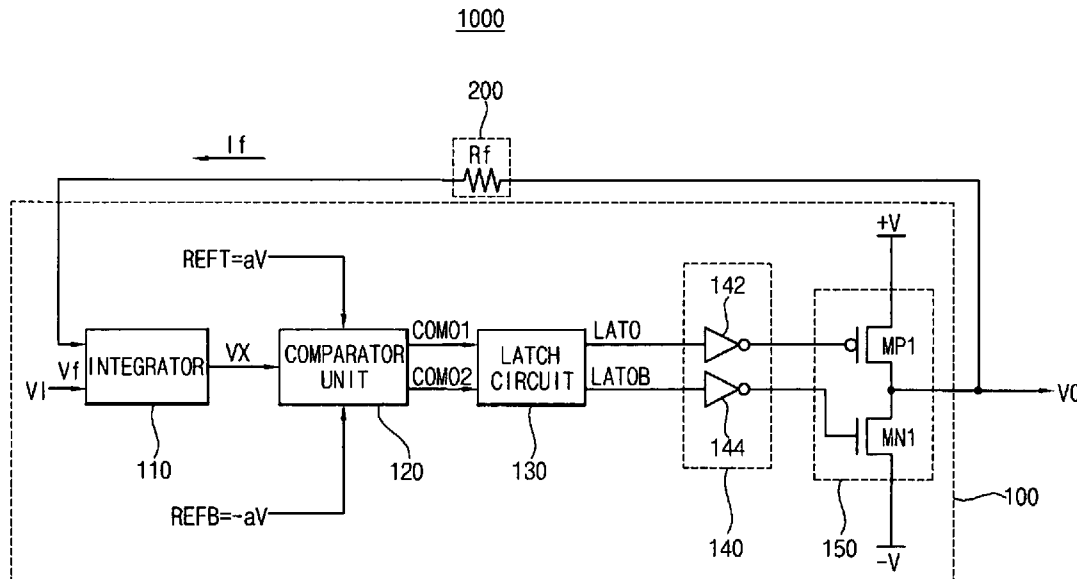 1000
200
If
Rf
+V
REFT=aV
142
COMO1
LATO
MP1
INTEGRATOR
VX
COMPARATOR
UNIT
LATCH
CIRCUIT
Vf
VI
COMO2
LATOB
VO
MN1
144
110
120
130
REFB=-aV
140
150
100
-V